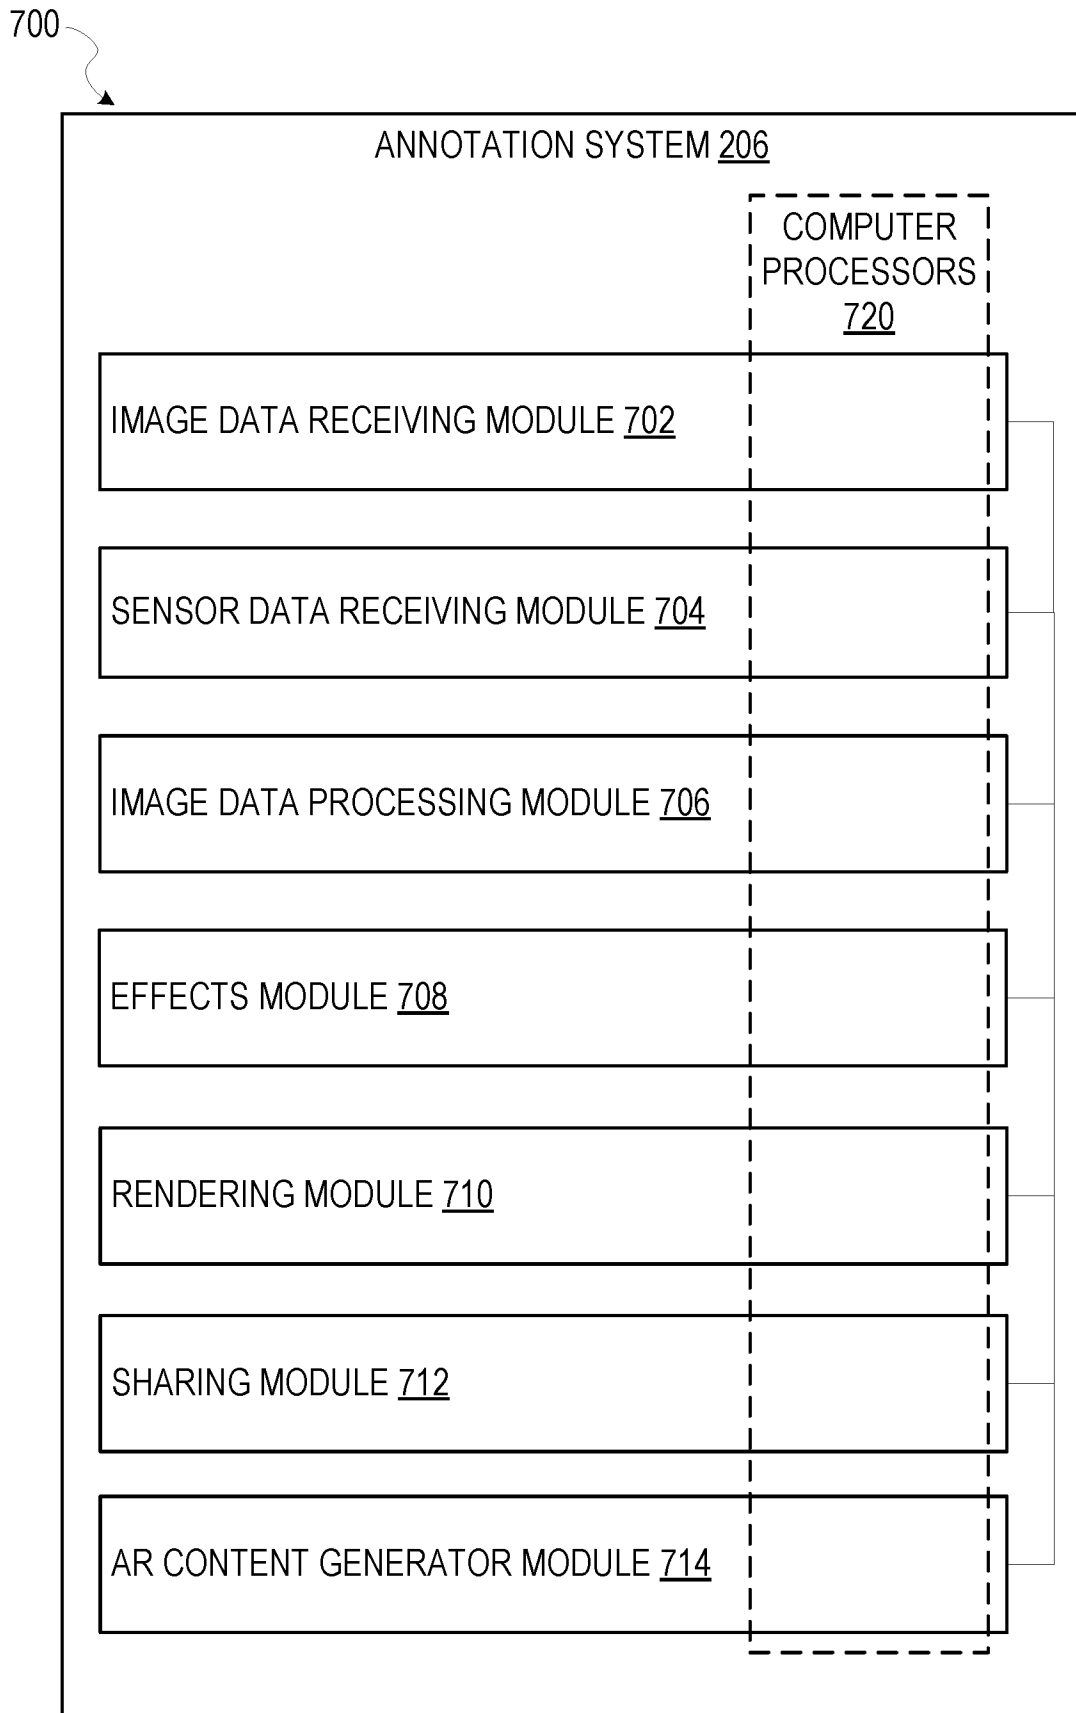 700
ANNOTATION SYSTEM 206
COMPUTER
PROCESSORS
720
IMAGE DATA RECEIVING MODULE 702
SENSOR DATA RECEIVING MODULE 704
IMAGE DATA PROCESSING MODULE 706
EFFECTS MODULE 708
RENDERING MODULE 710
SHARING MODULE 712
AR CONTENT GENERATOR MODULE 714